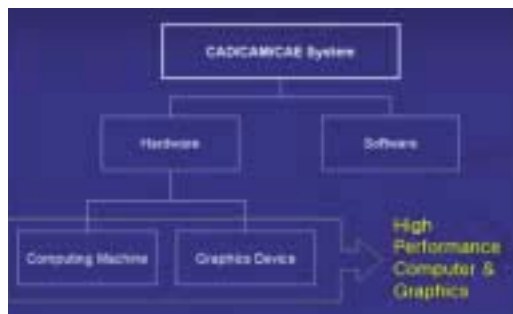 CAD/CAM/CAE System
Hardware
Software
Computing Machine
Graphics Device
High
Performance
Computer &
Graphics